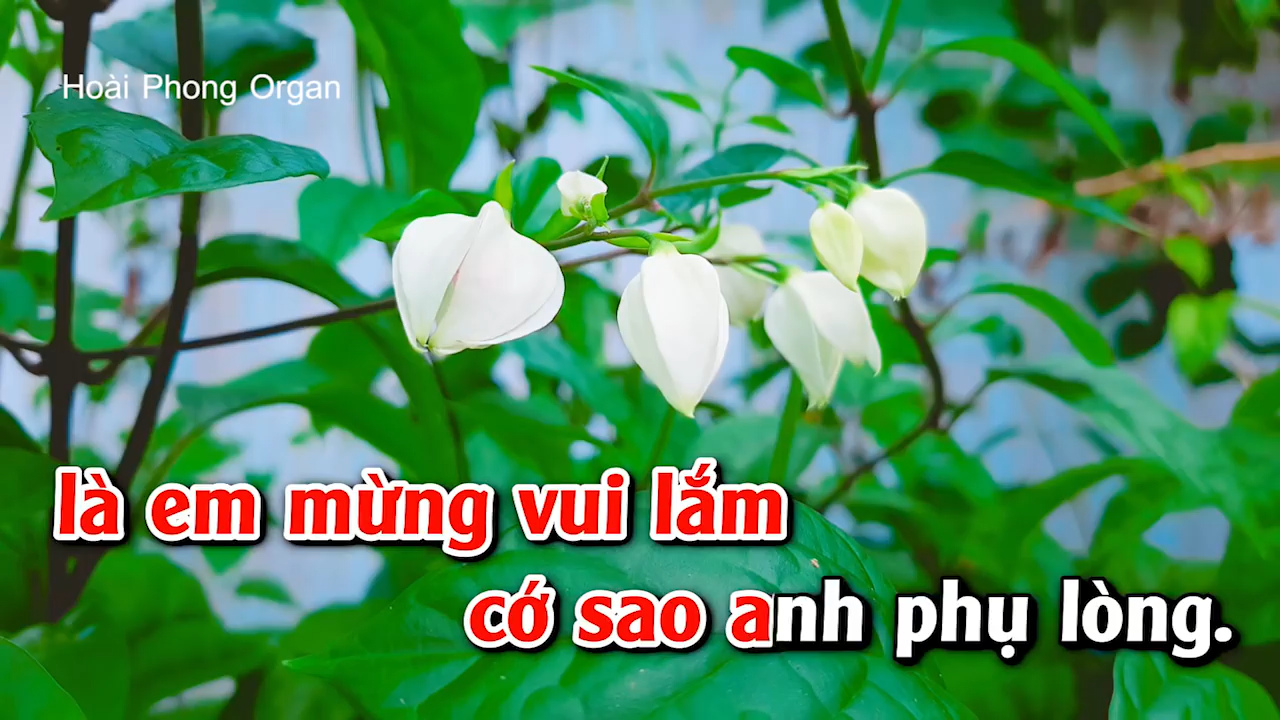 Hoài Phong Organ
là em mừng vui lắm
cớ sao anh phụ lòng.